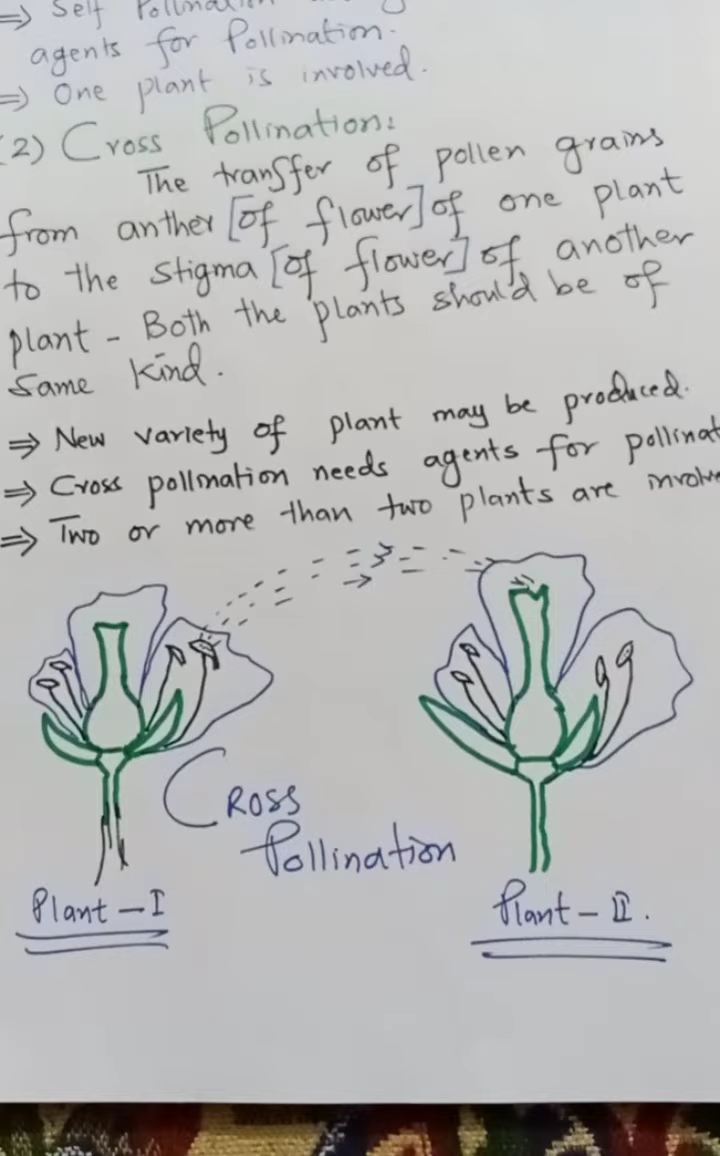 ⇒ Self Pollination
agents for Pollination.
⇒ One plant is involved.
(2) Cross Pollination:
The transfer of pollen grains
from anther [of flower] of one plant
to the stigma [of flower] of another
plant - Both the plants should be of
same kind.
⇒ New variety of plant may be produced.
⇒ Cross pollination needs agents for pollinat
⇒ Two or more than two plants are involve
Cross
Pollination
Plant - I
Plant - II.